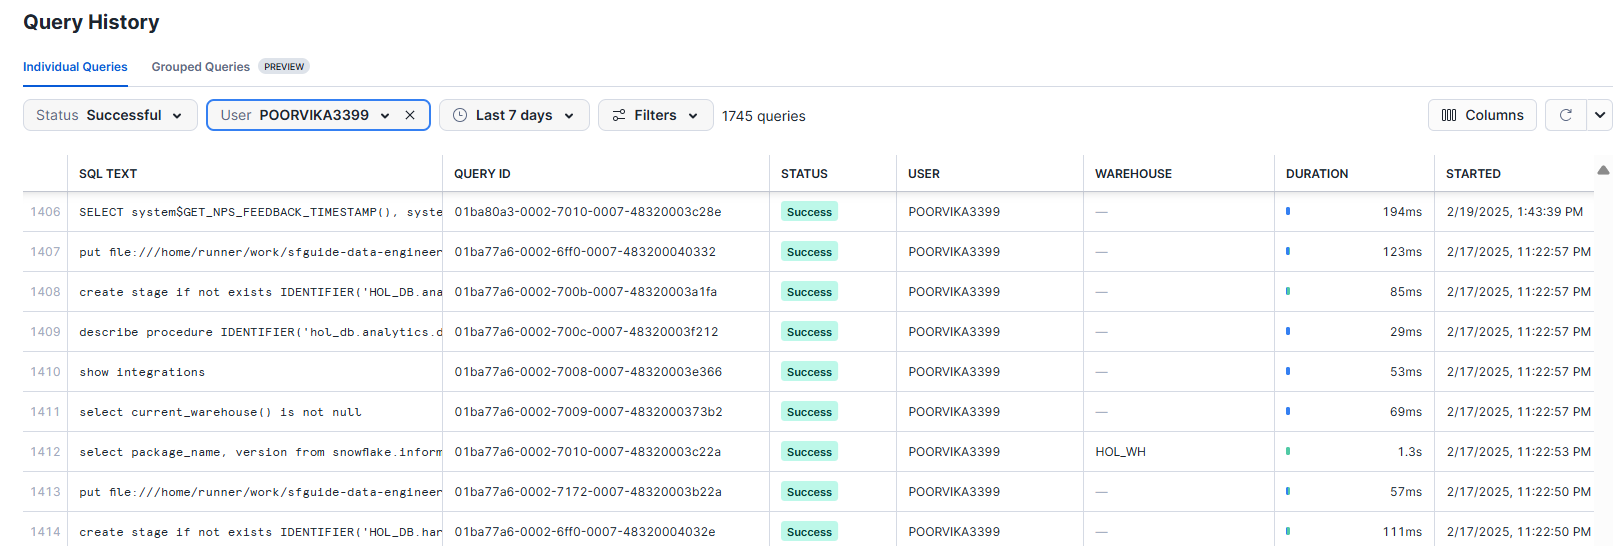 Query History
Individual Queries Grouped Queries PREVIEW
Status Successful User POORVIKA3399 Last 7 days Filters 1745 queries Columns
SQL TEXT QUERY ID STATUS USER WAREHOUSE DURATION STARTED
1406 SELECT system$GET_NPS_FEEDBACK_TIMESTAMP(), syste 01ba80a3-0002-7010-0007-48320003c28e Success POORVIKA3399 — 194ms 2/19/2025, 1:43:39 PM
1407 put file:///home/runner/work/sfguide-data-engineer 01ba77a6-0002-6ff0-0007-483200040332 Success POORVIKA3399 — 123ms 2/17/2025, 11:22:57 PM
1408 create stage if not exists IDENTIFIER('HOL_DB.ana 01ba77a6-0002-700b-0007-48320003a1fa Success POORVIKA3399 — 85ms 2/17/2025, 11:22:57 PM
1409 describe procedure IDENTIFIER('hol_db.analytics.d 01ba77a6-0002-700c-0007-48320003f212 Success POORVIKA3399 — 29ms 2/17/2025, 11:22:57 PM
1410 show integrations 01ba77a6-0002-7008-0007-48320003e366 Success POORVIKA3399 — 53ms 2/17/2025, 11:22:57 PM
1411 select current_warehouse() is not null 01ba77a6-0002-7009-0007-4832000373b2 Success POORVIKA3399 — 69ms 2/17/2025, 11:22:57 PM
1412 select package_name, version from snowflake.inform 01ba77a6-0002-7010-0007-48320003c22a Success POORVIKA3399 HOL_WH 1.3s 2/17/2025, 11:22:53 PM
1413 put file:///home/runner/work/sfguide-data-engineer 01ba77a6-0002-7172-0007-48320003b22a Success POORVIKA3399 — 57ms 2/17/2025, 11:22:50 PM
1414 create stage if not exists IDENTIFIER('HOL_DB.har 01ba77a6-0002-6ff0-0007-48320004032e Success POORVIKA3399 — 111ms 2/17/2025, 11:22:50 PM